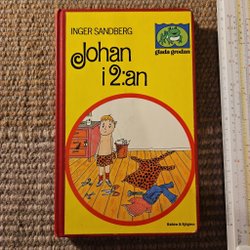 INGER SANDBERG
glada grodan
Johan
i 2:an
Rabén & Sjögren